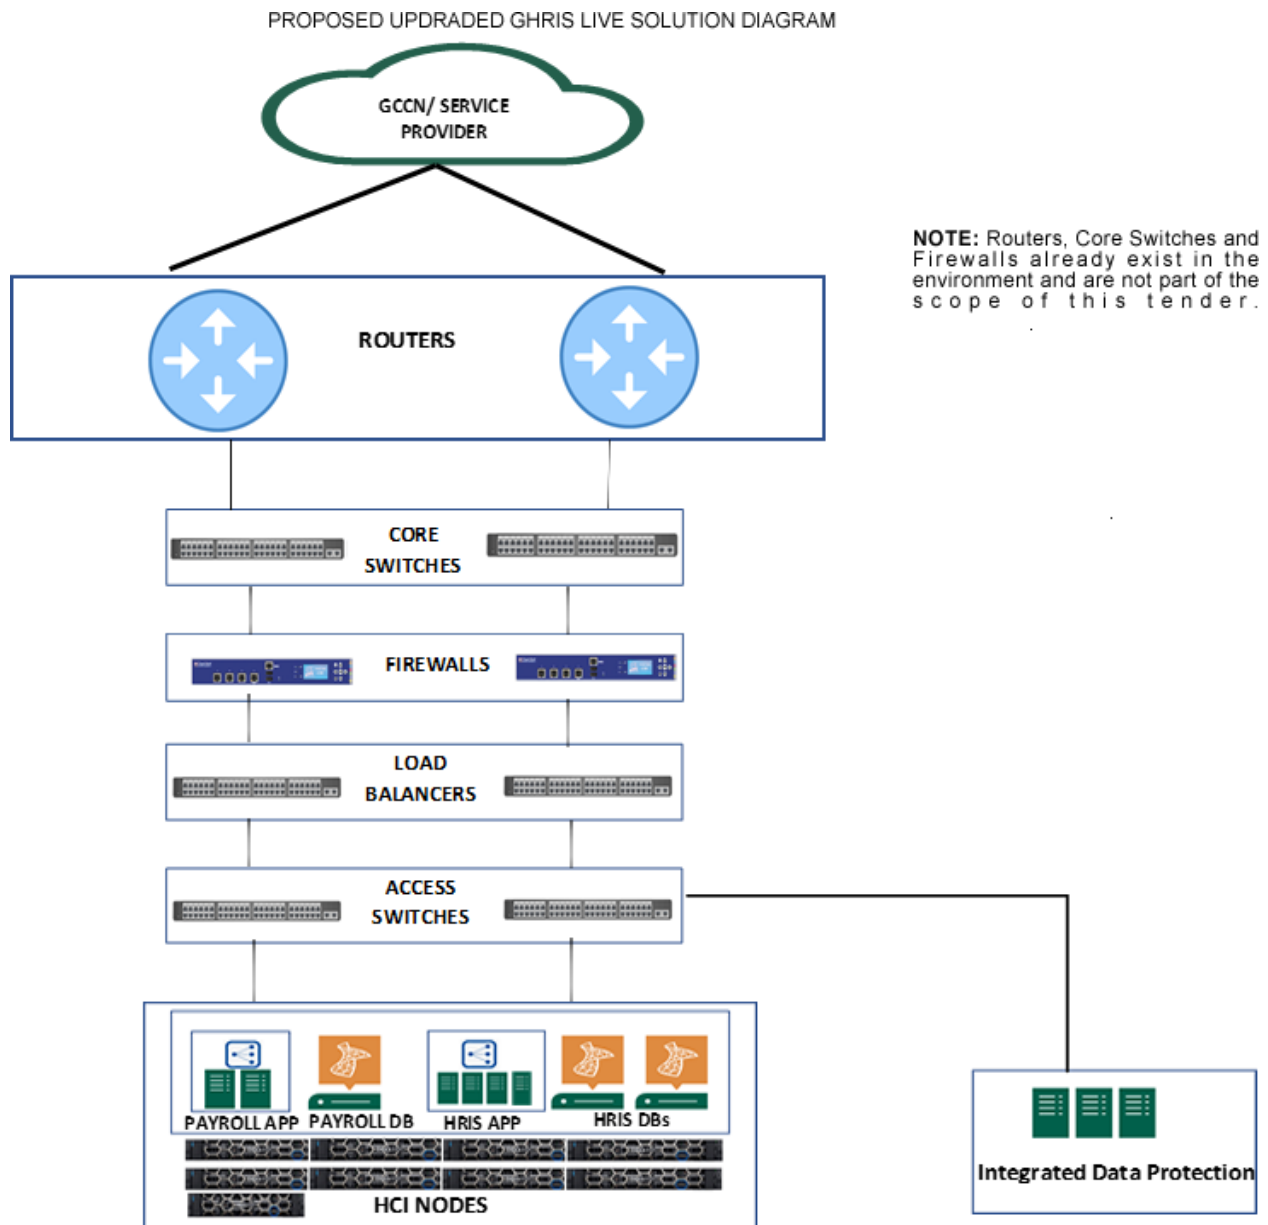 PROPOSED UPDRADED GHRIS LIVE SOLUTION DIAGRAM
GCCN/ SERVICE
PROVIDER
NOTE: Routers, Core Switches and
Firewalls already exist in the
environment and are not part of the
scope of this tender.
ROUTERS
CORE
SWITCHES
FIREWALLS
LOAD
BALANCERS
ACCESS
SWITCHES
PAYROLL APP
PAYROLL DB
HRIS APP
HRIS DBs
HCI NODES
Integrated Data Protection